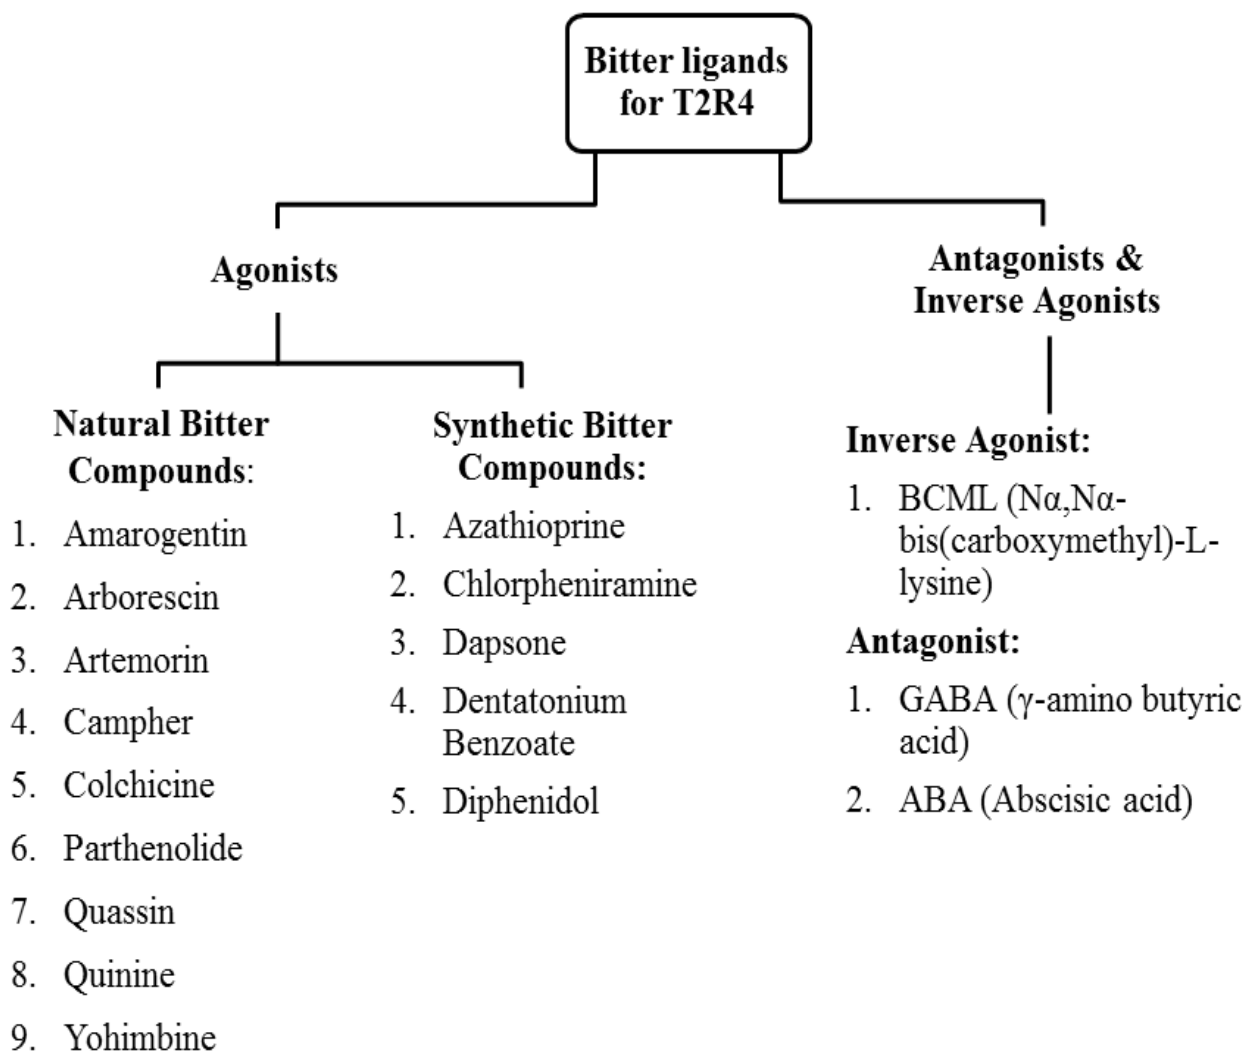 Bitter ligands
for T2R4
Agonists
Antagonists &
Inverse Agonists
Natural Bitter
Compounds:
1. Amarogentin
2. Arborescin
3. Artemorin
4. Campher
5. Colchicine
6. Parthenolide
7. Quassin
8. Quinine
9. Yohimbine
Synthetic Bitter
Compounds:
1. Azathioprine
2. Chlorpheniramine
3. Dapsone
4. Dentatonium
Benzoate
5. Diphenidol
Inverse Agonist:
1. BCML (Nα,Nα-
bis(carboxymethyl)-L-
lysine)
Antagonist:
1. GABA (γ-amino butyric
acid)
2. ABA (Abscisic acid)